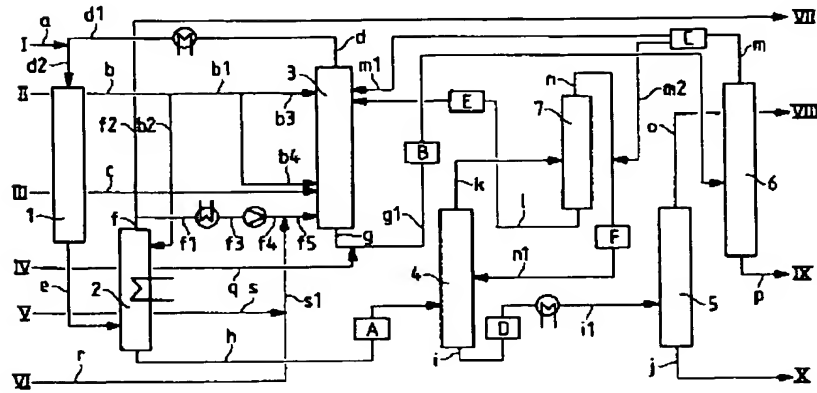 d1 VII
I a d
d2 m1 C m
II b b1 3 n m2
f2 b2 b3 E 7 o VIII
B
b4 6
III c k
1 l
f f1 f3 f4 f5 g g1 F
IV q 4 n1 p IX
e 2 s s1 D i1 5
V A
h i j
VI r X